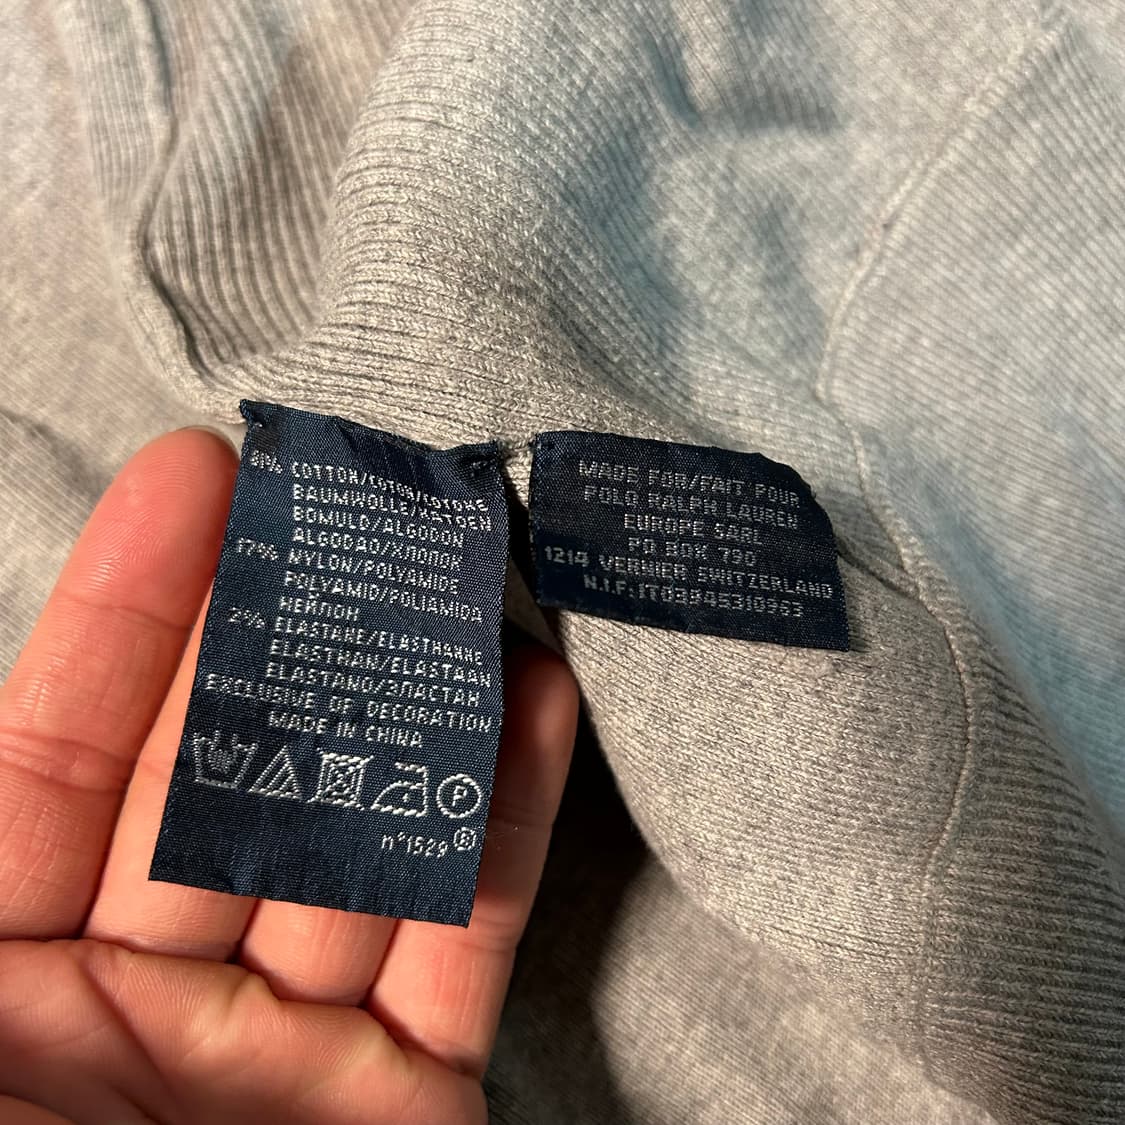 81% COTTON/COTON/COTONE
BAUMWOLLE/KATOEN
BOMULD/ALGODON
ALGODAO/ХЛОПОК
17% NYLON/POLYAMIDE
POLYAMID/POLIAMIDA
НЕЙЛОН
2% ELASTANE/ELASTHANNE
ELASTHAN/ELASTAAN
ELASTANO/ЭЛАСТАН
EXCLUSIVE OF DECORATION
MADE IN CHINA
P
n°1529 ®
MADE FOR/FAIT POUR
POLO RALPH LAUREN
EUROPE SARL
PO BOX 790
1214 VERNIER SWITZERLAND
N.I.F:IT03845310963